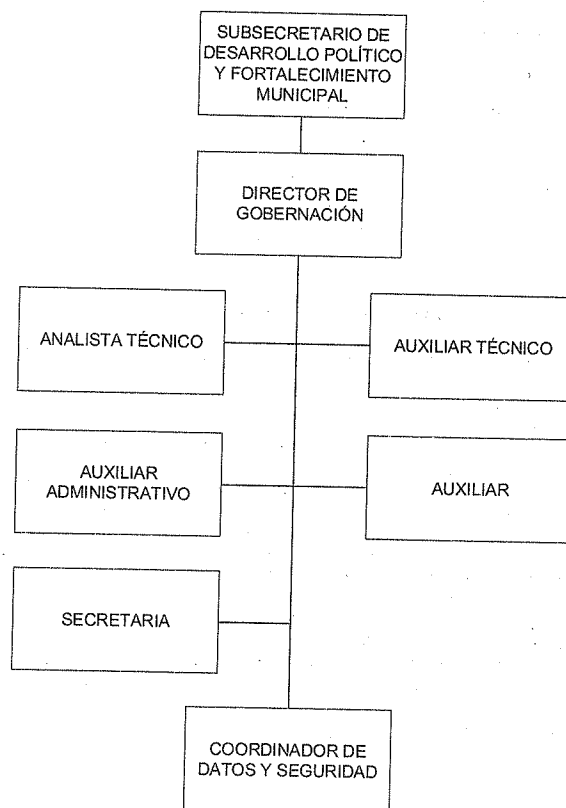 SUBSECRETARIO DE
DESARROLLO POLÍTICO
Y FORTALECIMIENTO
MUNICIPAL
DIRECTOR DE
GOBERNACIÓN
ANALISTA TÉCNICO
AUXILIAR TÉCNICO
AUXILIAR
ADMINISTRATIVO
AUXILIAR
SECRETARIA
COORDINADOR DE
DATOS Y SEGURIDAD